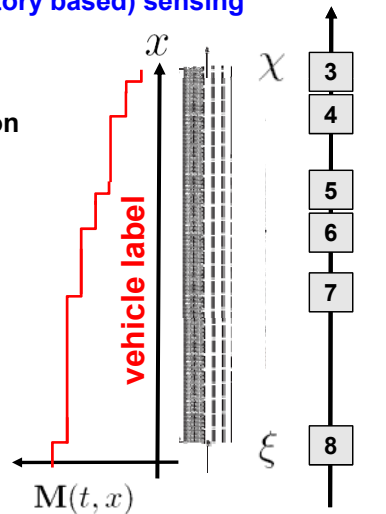 tory based) sensing
x
χ
3
4
on
5
6
vehicle label
7
ξ
8
M(t, x)